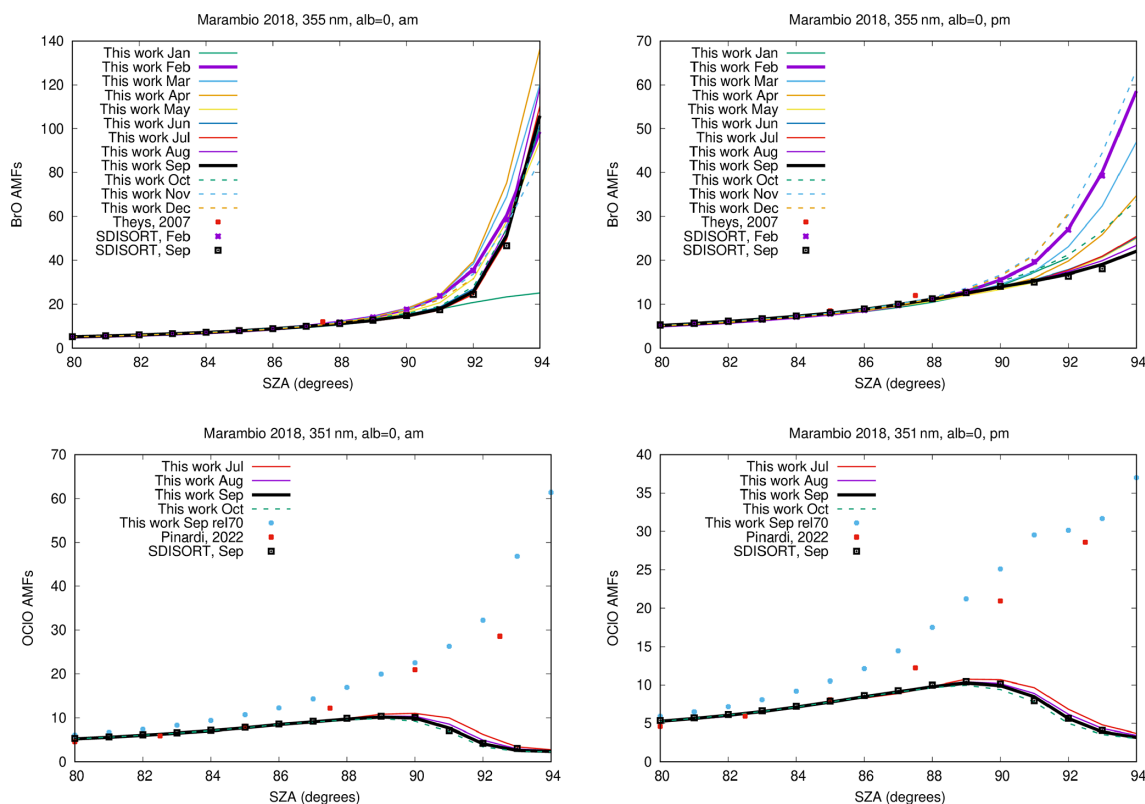 Marambio 2018, 355 nm, alb=0, am
BrO AMFs
140
120
100
80
60
40
20
0
This work Jan
This work Feb
This work Mar
This work Apr
This work May
This work Jun
This work Jul
This work Aug
This work Sep
This work Oct
This work Nov
This work Dec
Theys, 2007
SDISORT, Feb
SDISORT, Sep
80 82 84 86 88 90 92 94
SZA (degrees)
Marambio 2018, 355 nm, alb=0, pm
BrO AMFs
70
60
50
40
30
20
10
0
This work Jan
This work Feb
This work Mar
This work Apr
This work May
This work Jun
This work Jul
This work Aug
This work Sep
This work Oct
This work Nov
This work Dec
Theys, 2007
SDISORT, Feb
SDISORT, Sep
80 82 84 86 88 90 92 94
SZA (degrees)
Marambio 2018, 351 nm, alb=0, am
OClO AMFs
70
60
50
40
30
20
10
0
This work Jul
This work Aug
This work Sep
This work Oct
This work Sep rel70
Pinardi, 2022
SDISORT, Sep
80 82 84 86 88 90 92 94
SZA (degrees)
Marambio 2018, 351 nm, alb=0, pm
OClO AMFs
40
35
30
25
20
15
10
5
0
This work Jul
This work Aug
This work Sep
This work Oct
This work Sep rel70
Pinardi, 2022
SDISORT, Sep
80 82 84 86 88 90 92 94
SZA (degrees)